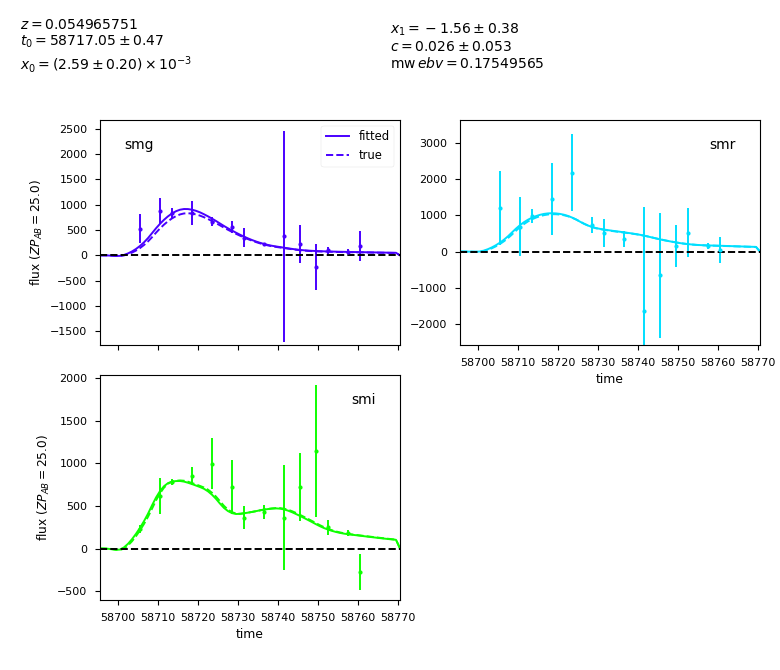 z = 0.054965751
t₀ = 58717.05 ± 0.47
x₀ = (2.59 ± 0.20) × 10⁻³
x₁ = −1.56 ± 0.38
c = 0.026 ± 0.053
mwebv = 0.17549565
smg
fitted
true
flux (ZP_AB = 25.0)
2500
2000
1500
1000
500
0
−500
−1000
−1500
smr
3000
2000
1000
0
−1000
−2000
58700 58710 58720 58730 58740 58750 58760 58770
time
smi
flux (ZP_AB = 25.0)
2000
1500
1000
500
0
−500
58700 58710 58720 58730 58740 58750 58760 58770
time